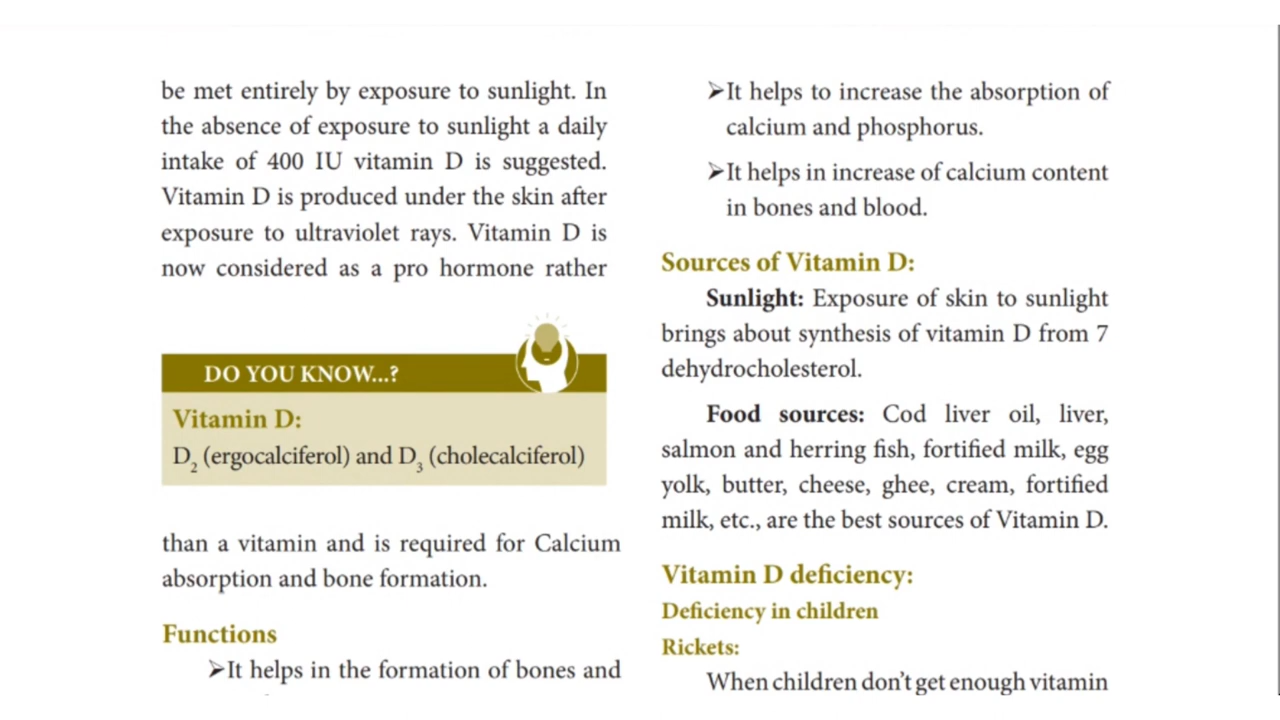 be met entirely by exposure to sunlight. In
the absence of exposure to sunlight a daily
intake of 400 IU vitamin D is suggested.
Vitamin D is produced under the skin after
exposure to ultraviolet rays. Vitamin D is
now considered as a pro hormone rather
DO YOU KNOW...?
Vitamin D:
D₂ (ergocalciferol) and D₃ (cholecalciferol)
than a vitamin and is required for Calcium
absorption and bone formation.
Functions
➢It helps in the formation of bones and
➢It helps to increase the absorption of
calcium and phosphorus.
➢It helps in increase of calcium content
in bones and blood.
Sources of Vitamin D:
Sunlight: Exposure of skin to sunlight
brings about synthesis of vitamin D from 7
dehydrocholesterol.
Food sources: Cod liver oil, liver,
salmon and herring fish, fortified milk, egg
yolk, butter, cheese, ghee, cream, fortified
milk, etc., are the best sources of Vitamin D.
Vitamin D deficiency:
Deficiency in children
Rickets:
When children don't get enough vitamin